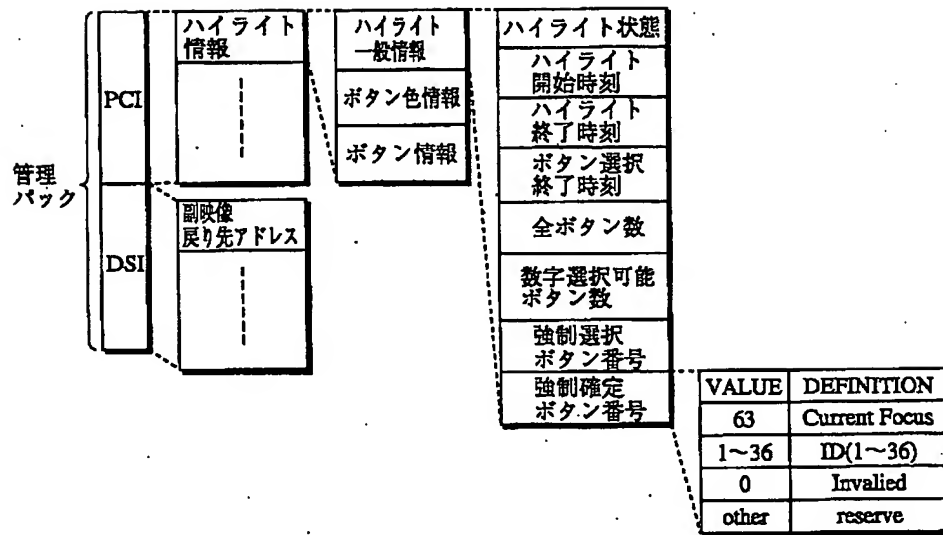 管理
パック
PCI
DSI
ハイライト
情報
副映像
戻り先アドレス
ハイライト
一般情報
ボタン色情報
ボタン情報
ハイライト状態
ハイライト
開始時刻
ハイライト
終了時刻
ボタン選択
終了時刻
全ボタン数
数字選択可能
ボタン数
強制選択
ボタン番号
強制確定
ボタン番号
VALUE DEFINITION
63 Current Focus
1～36 ID(1～36)
0 Invalied
other reserve